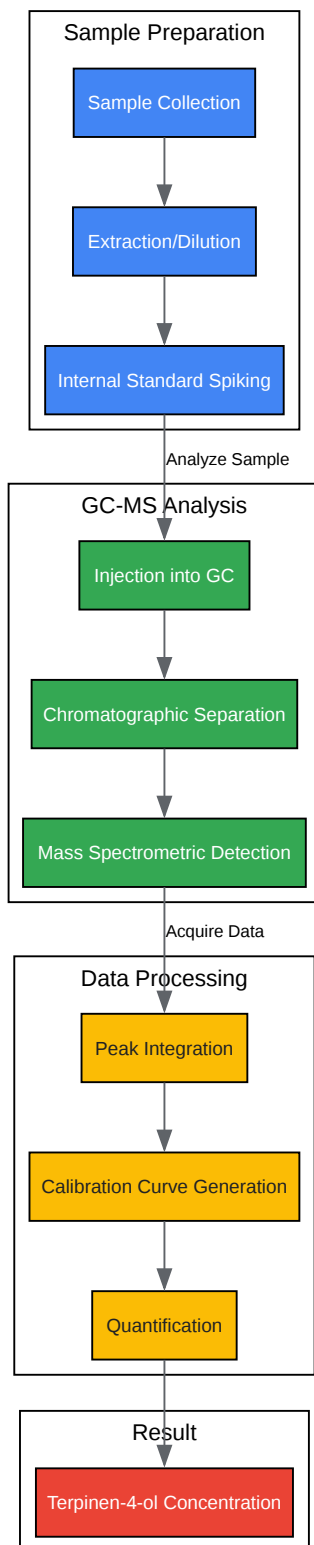 Sample Preparation
Sample Collection
Extraction/Dilution
Internal Standard Spiking
Analyze Sample
GC-MS Analysis
Injection into GC
Chromatographic Separation
Mass Spectrometric Detection
Acquire Data
Data Processing
Peak Integration
Calibration Curve Generation
Quantification
Result
Terpinen-4-ol Concentration